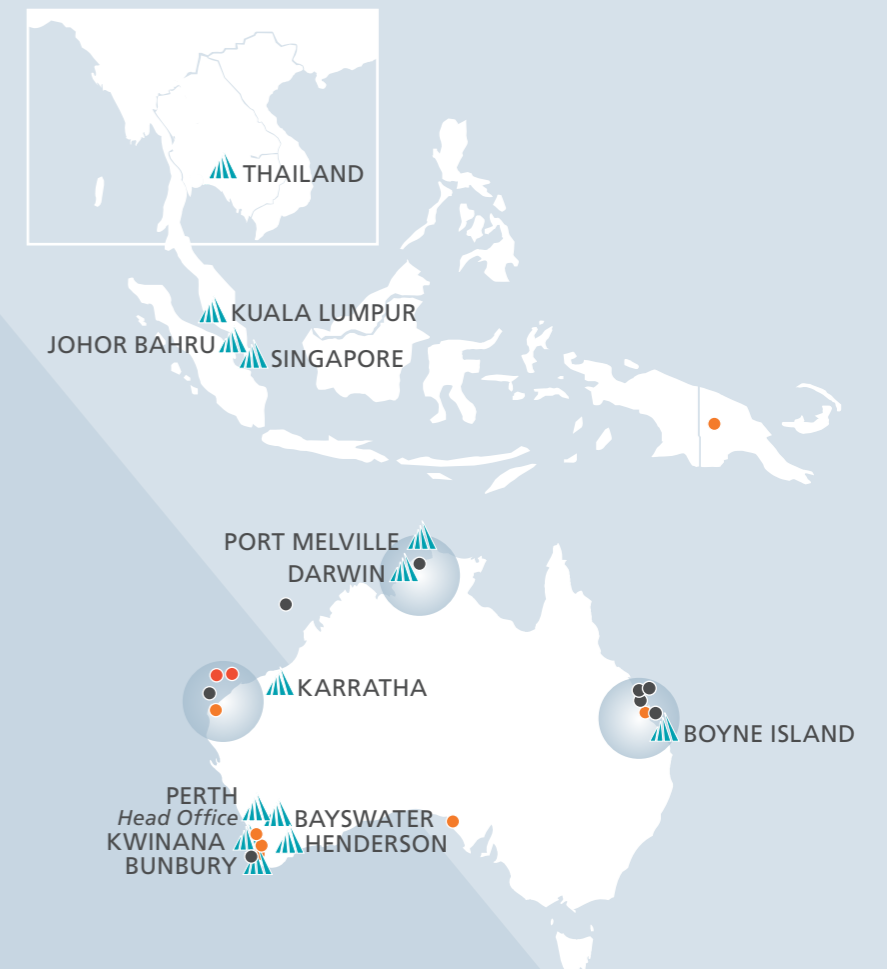 THAILAND
KUALA LUMPUR
JOHOR BAHRU
SINGAPORE
PORT MELVILLE
DARWIN
KARRATHA
BOYNE ISLAND
PERTH
Head Office
BAYSWATER
KWINANA
HENDERSON
BUNBURY